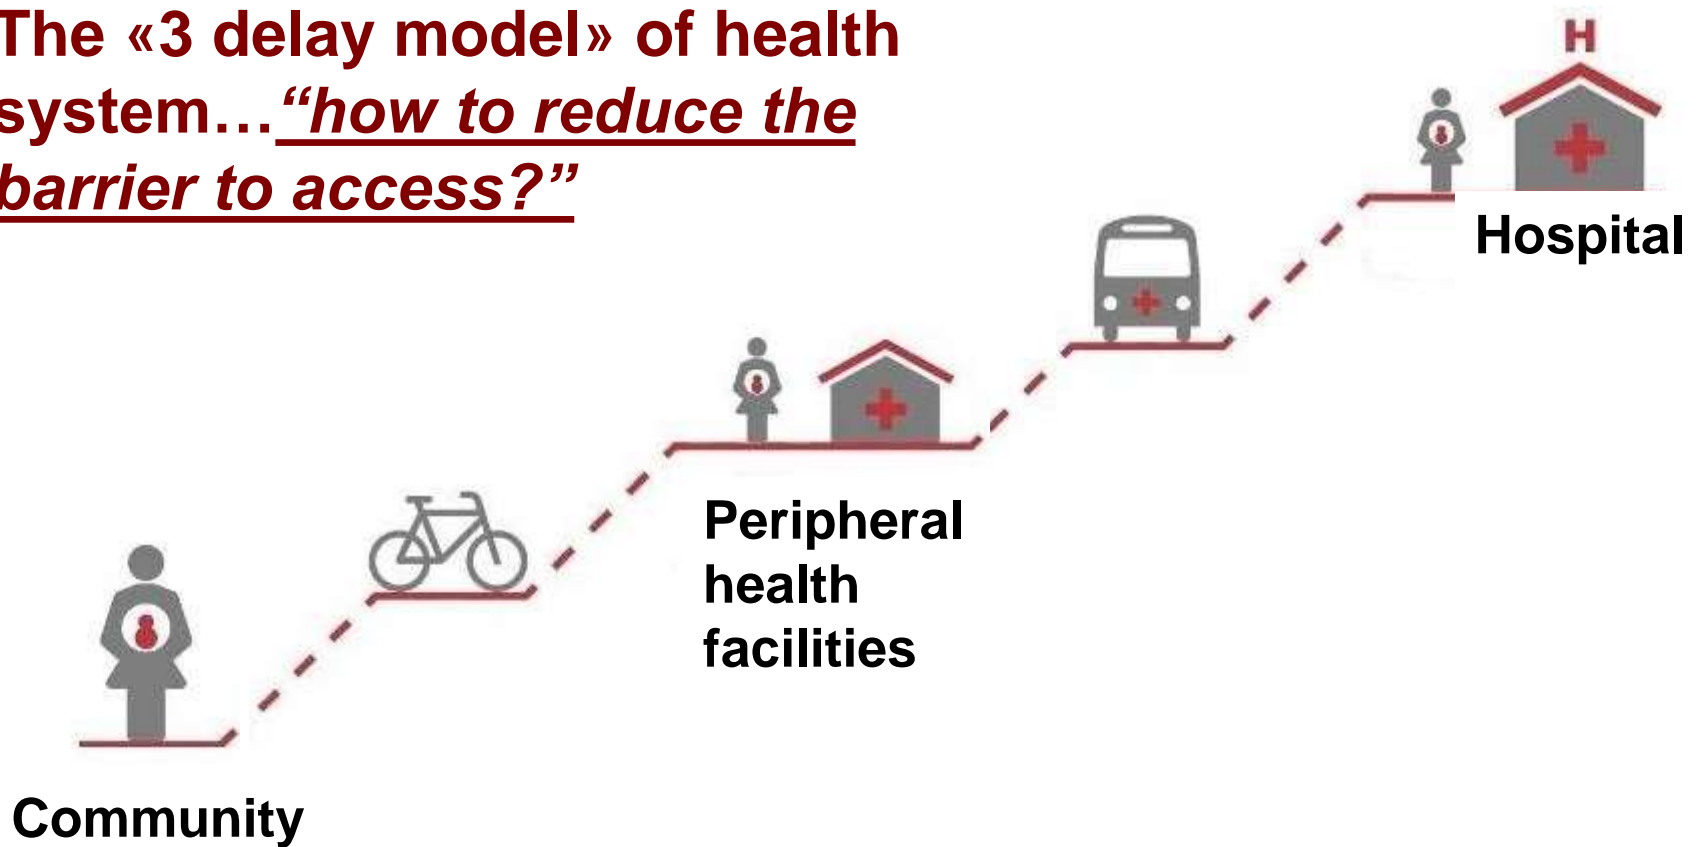 The «3 delay model» of health
system…“how to reduce the
barrier to access?”
H
Hospital
Peripheral
health
facilities
Community